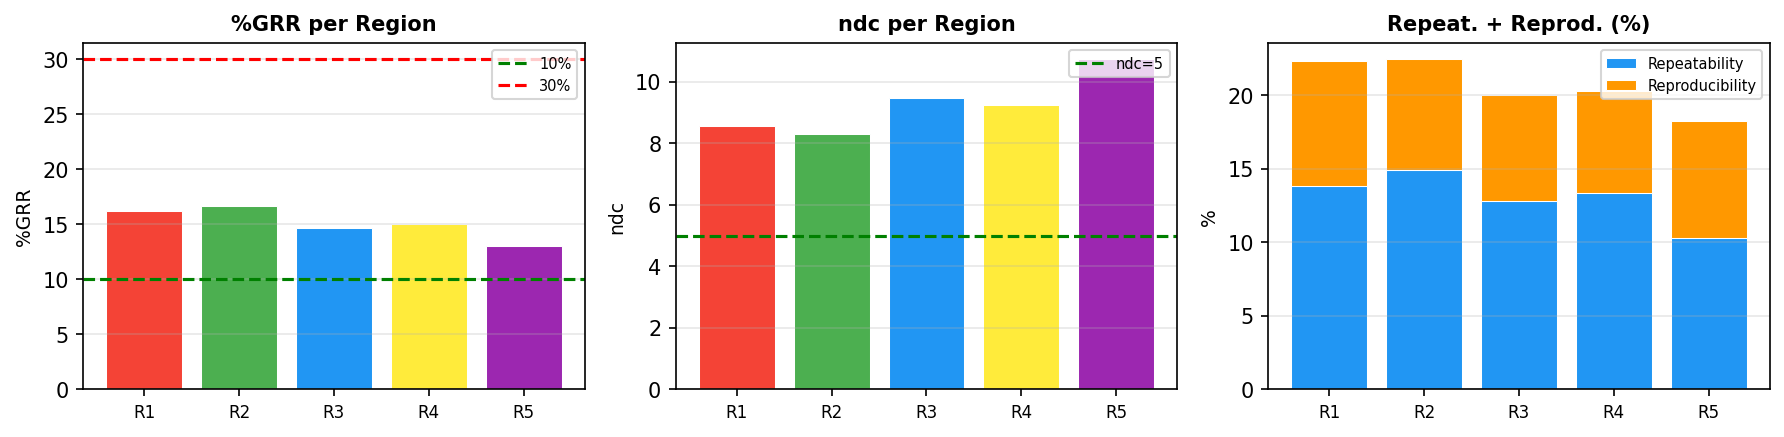 %GRR per Region
%GRR
30
25
20
15
10
5
0
10%
30%
R1 R2 R3 R4 R5
ndc per Region
ndc
10
8
6
4
2
0
ndc=5
R1 R2 R3 R4 R5
Repeat. + Reprod. (%)
%
20
15
10
5
0
Repeatability
Reproducibility
R1 R2 R3 R4 R5